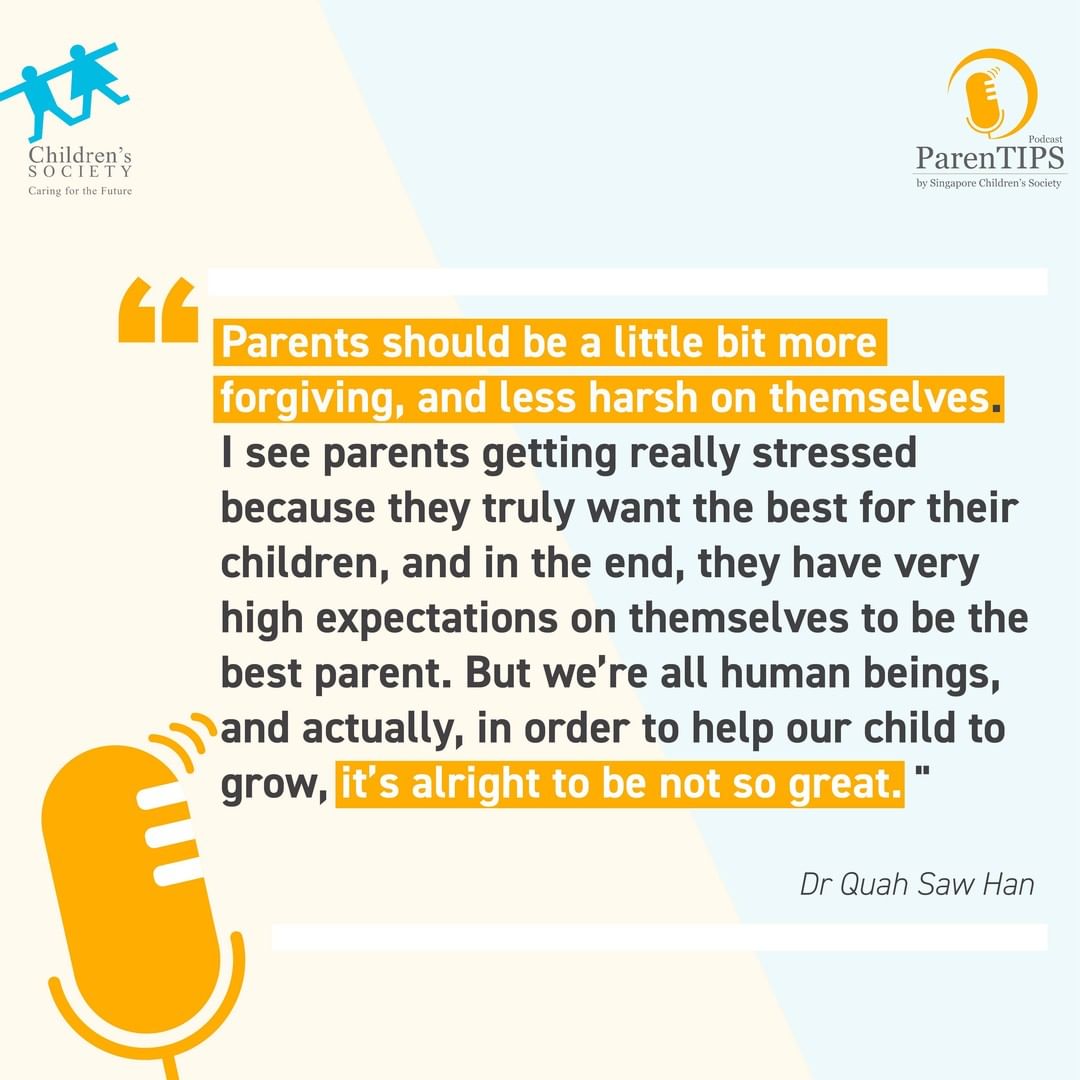 Children's
SOCIETY
Caring for the Future
Podcast
ParenTIPS
by Singapore Children's Society
“
Parents should be a little bit more
forgiving, and less harsh on themselves.
I see parents getting really stressed
because they truly want the best for their
children, and in the end, they have very
high expectations on themselves to be the
best parent. But we're all human beings,
and actually, in order to help our child to
grow, it's alright to be not so great. "
Dr Quah Saw Han